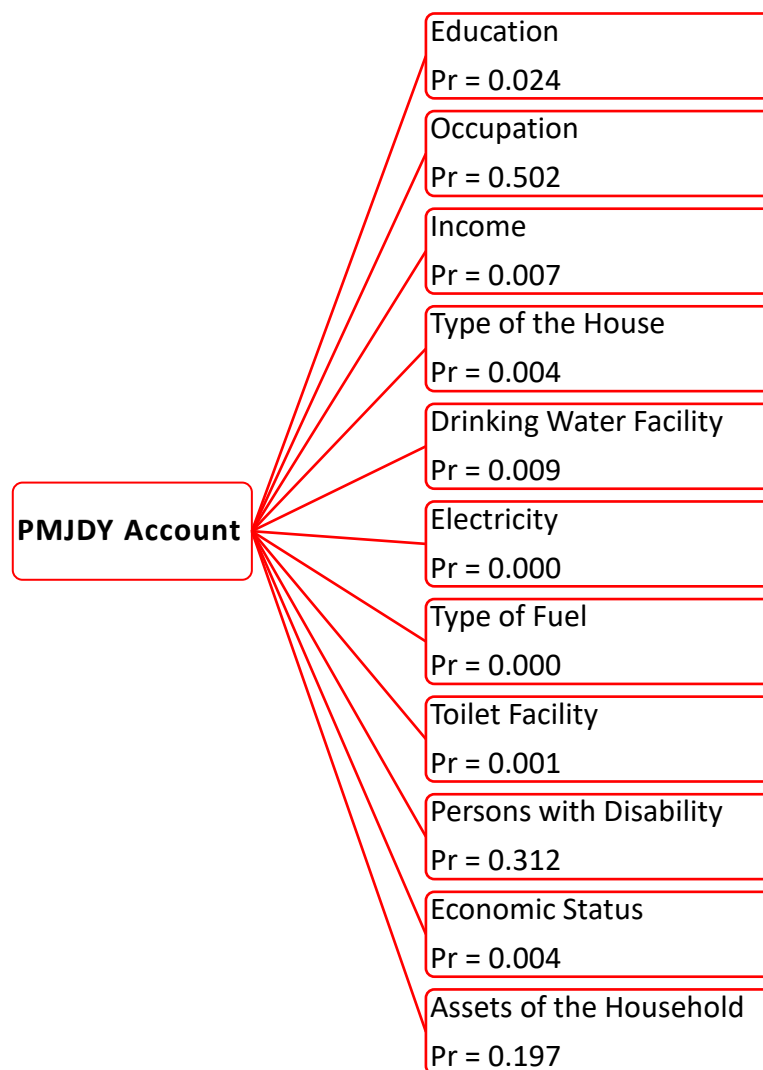 Education
Pr = 0.024
Occupation
Pr = 0.502
Income
Pr = 0.007
Type of the House
Pr = 0.004
Drinking Water Facility
Pr = 0.009
PMJDY Account
Electricity
Pr = 0.000
Type of Fuel
Pr = 0.000
Toilet Facility
Pr = 0.001
Persons with Disability
Pr = 0.312
Economic Status
Pr = 0.004
Assets of the Household
Pr = 0.197